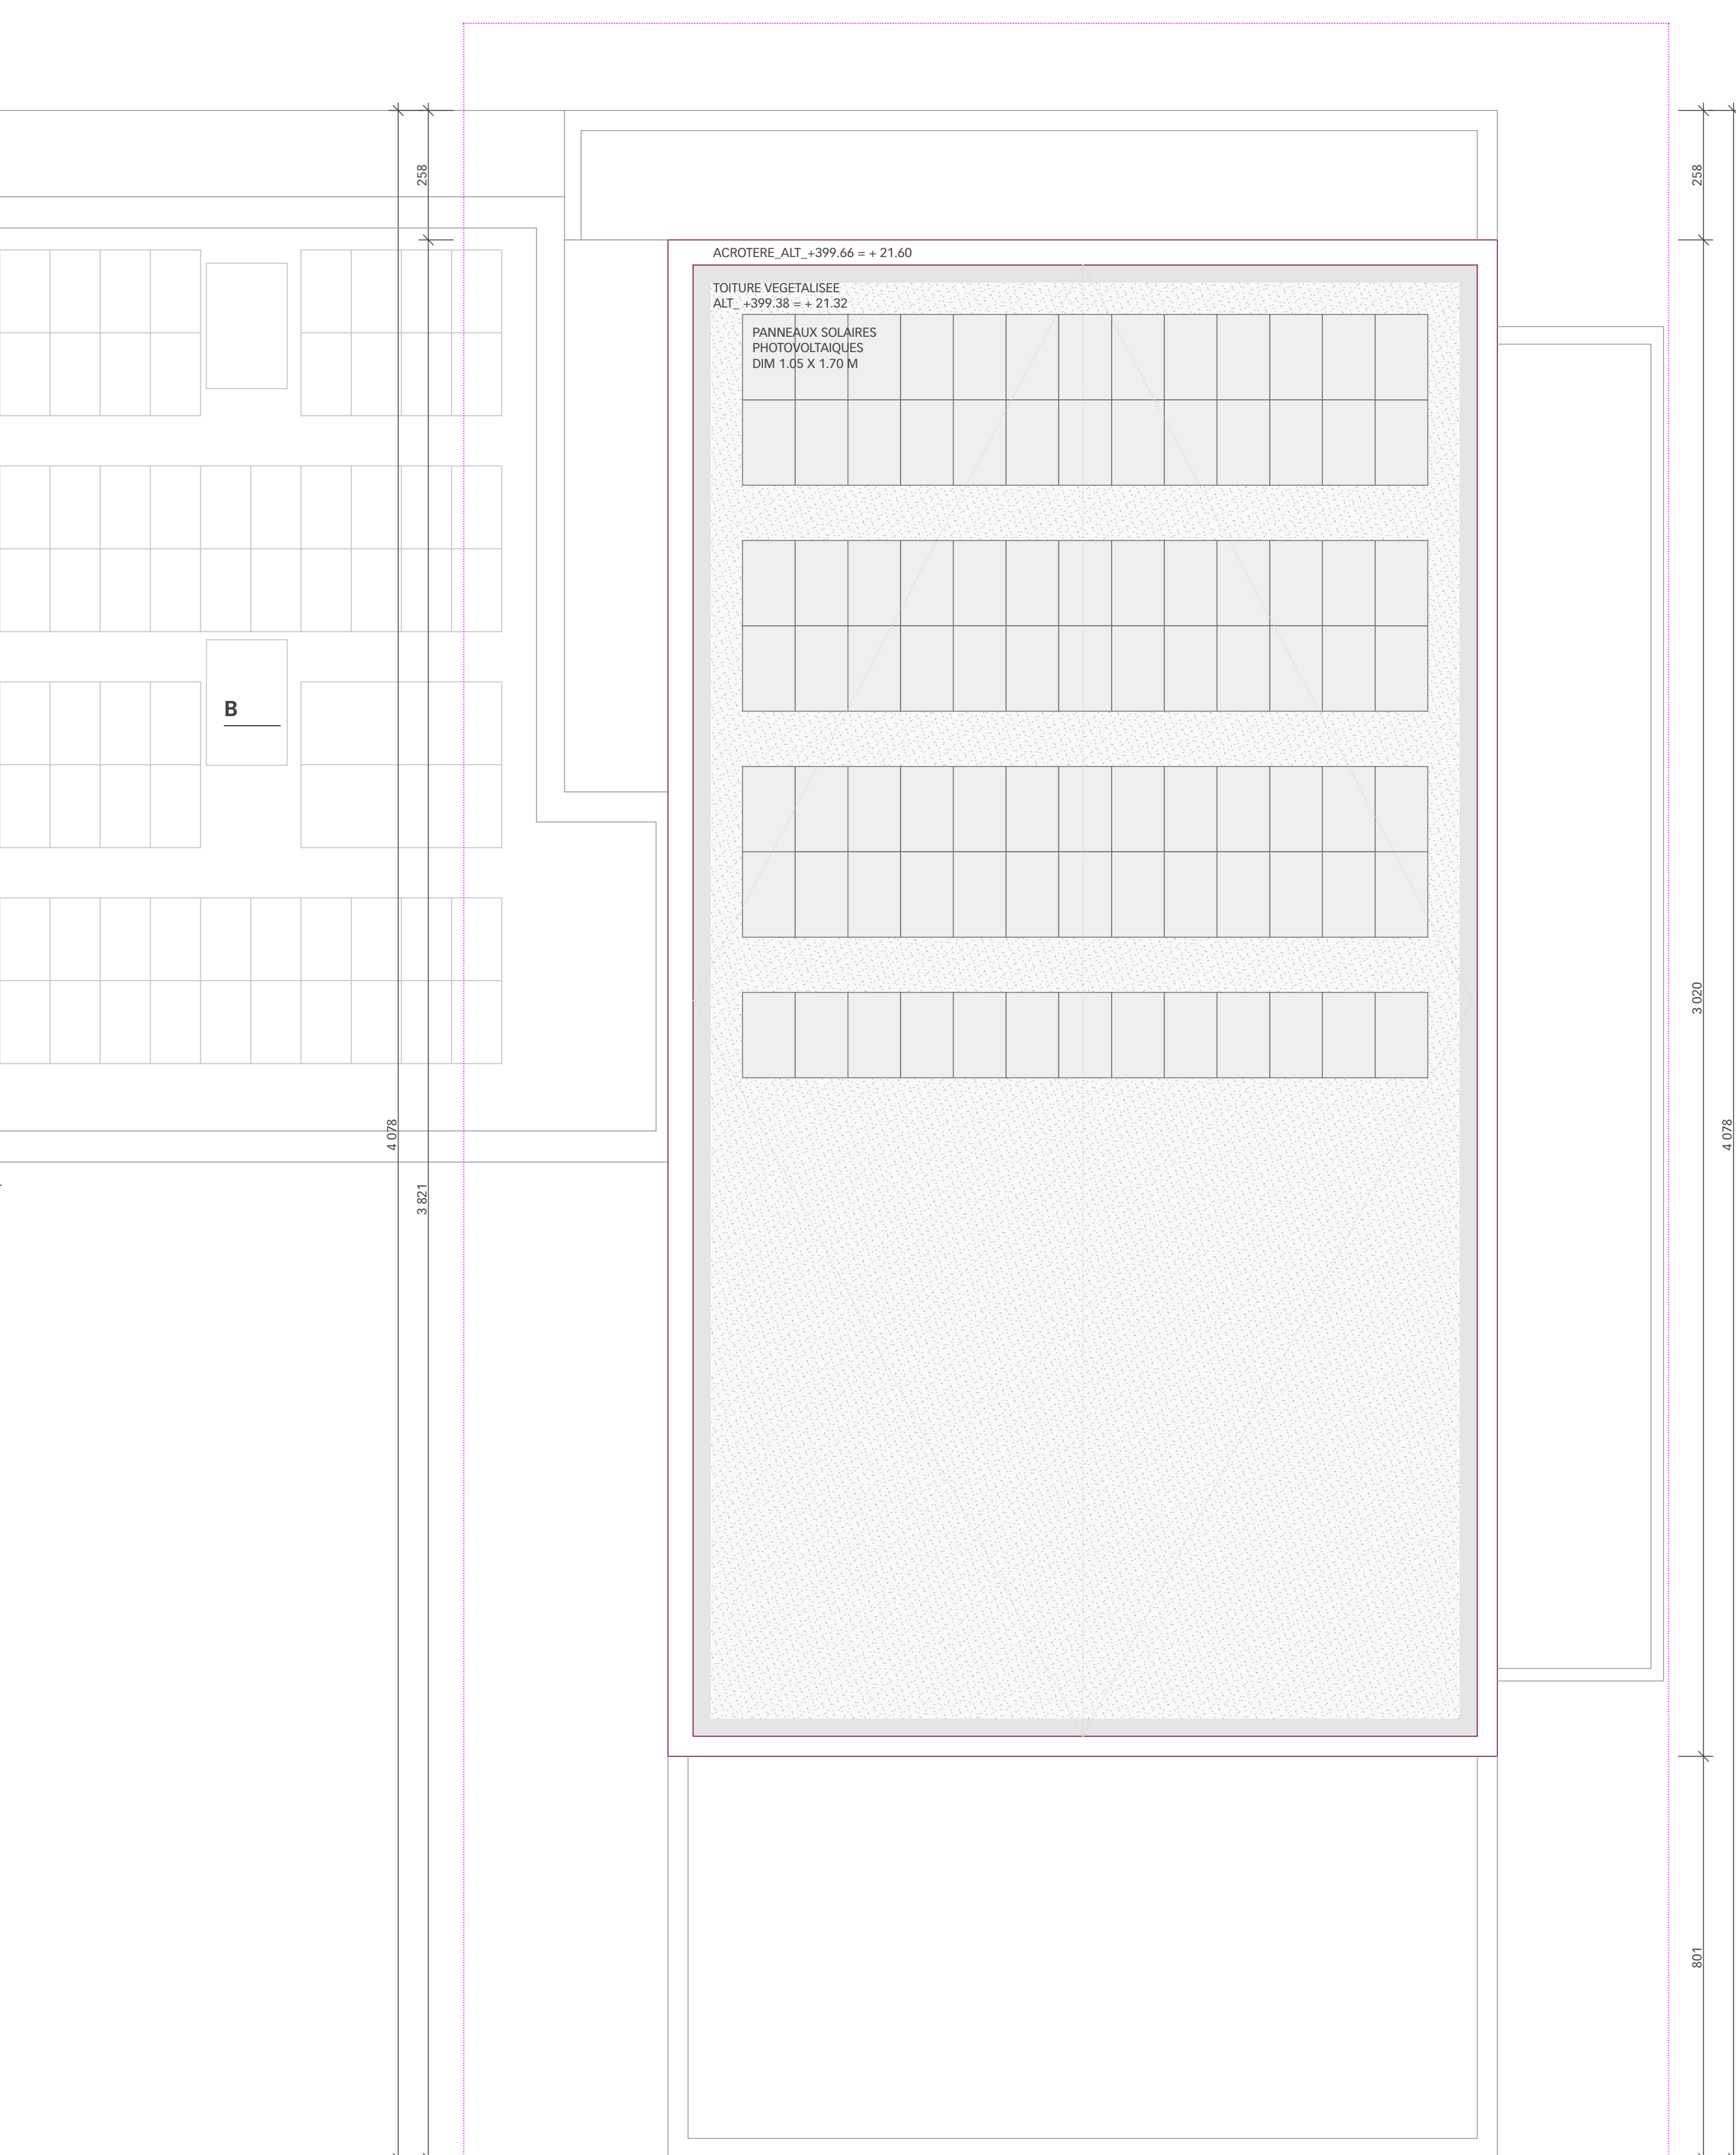 258
258
ACROTERE_ALT_+399.66 = + 21.60
TOITURE VEGETALISEE
ALT_ +399.38 = + 21.32
PANNEAUX SOLAIRES
PHOTOVOLTAIQUES
DIM 1.05 X 1.70 M
B
3 020
4 078
3 821
4 078
801